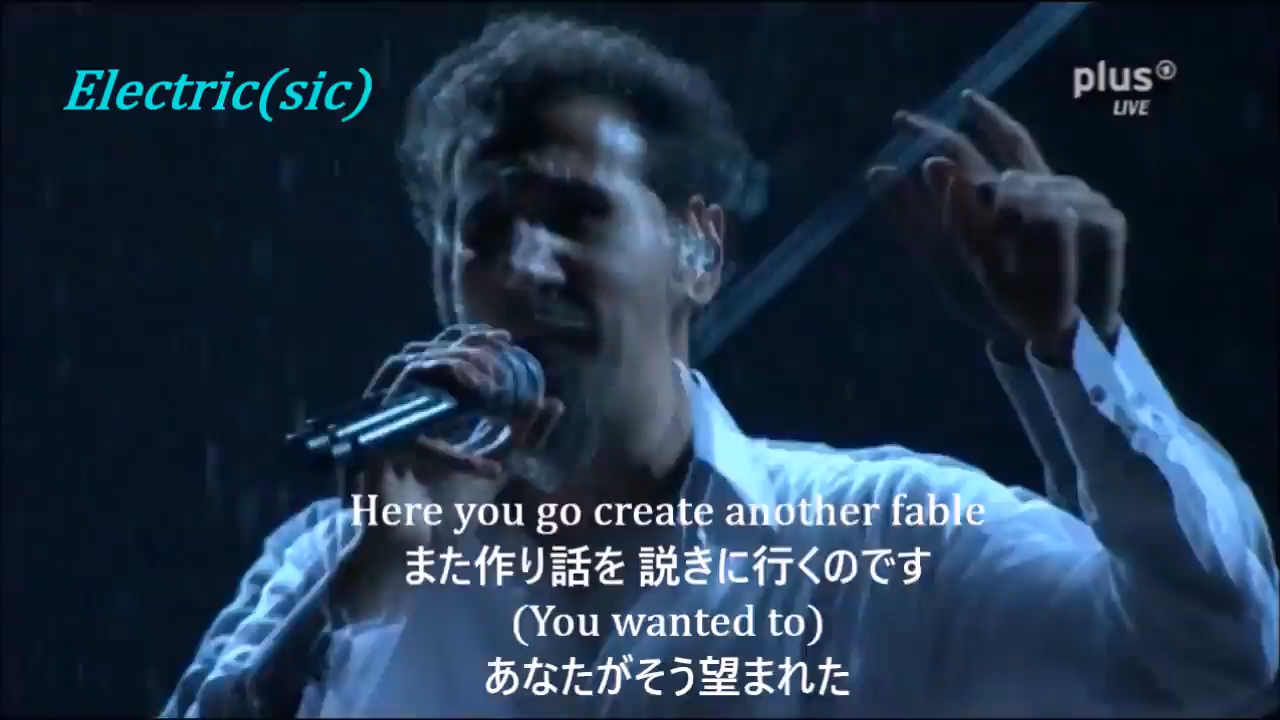 Electric(sic)
plus
LIVE
Here you go create another fable
また作り話を 説きに行くのです
(You wanted to)
あなたがそう望まれた